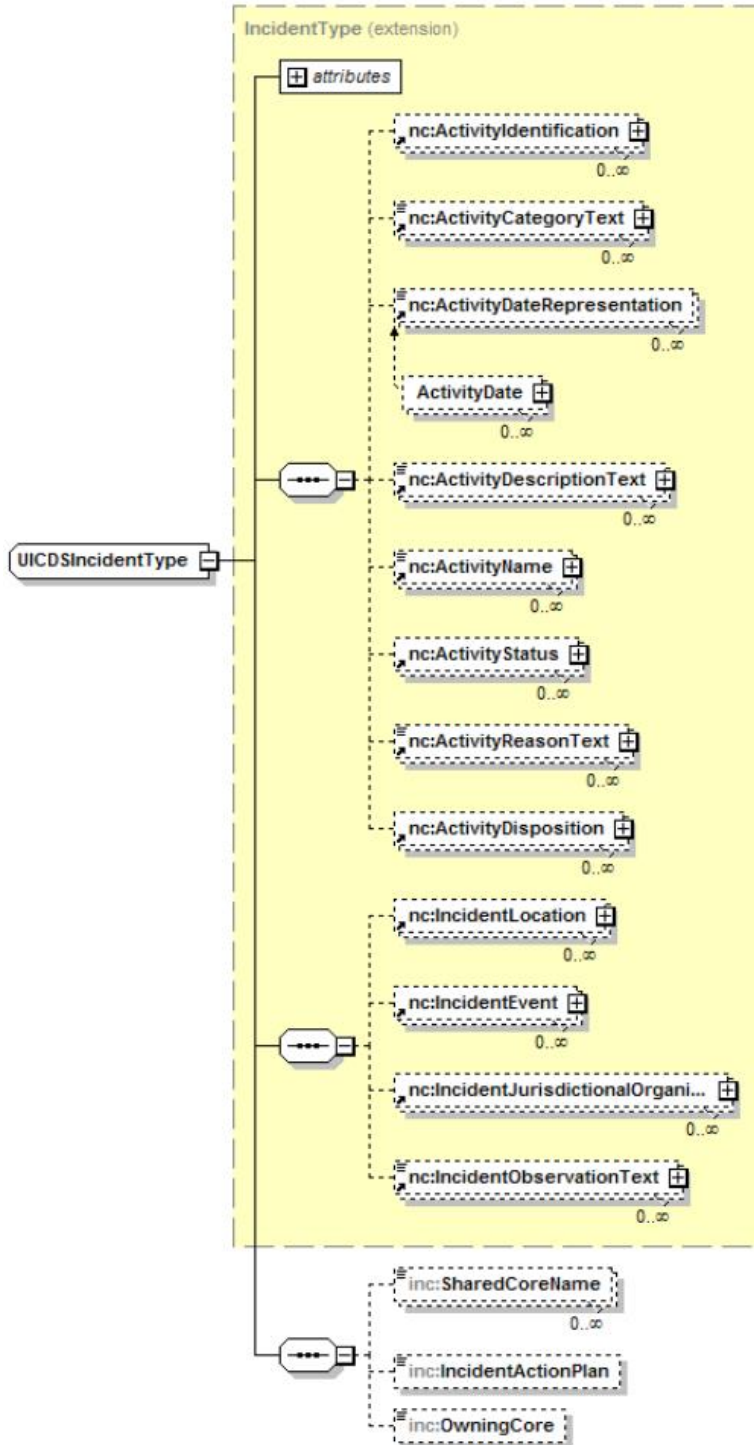 IncidentType (extension)
attributes
nc:ActivityIdentification
0..∞
nc:ActivityCategoryText
0..∞
nc:ActivityDateRepresentation
0..∞
ActivityDate
0..∞
nc:ActivityDescriptionText
0..∞
UICDSIncidentType
nc:ActivityName
0..∞
nc:ActivityStatus
0..∞
nc:ActivityReasonText
0..∞
nc:ActivityDisposition
0..∞
nc:IncidentLocation
0..∞
nc:IncidentEvent
0..∞
nc:IncidentJurisdictionalOrgani...
0..∞
nc:IncidentObservationText
0..∞
inc:SharedCoreName
0..∞
inc:IncidentActionPlan
inc:OwningCore